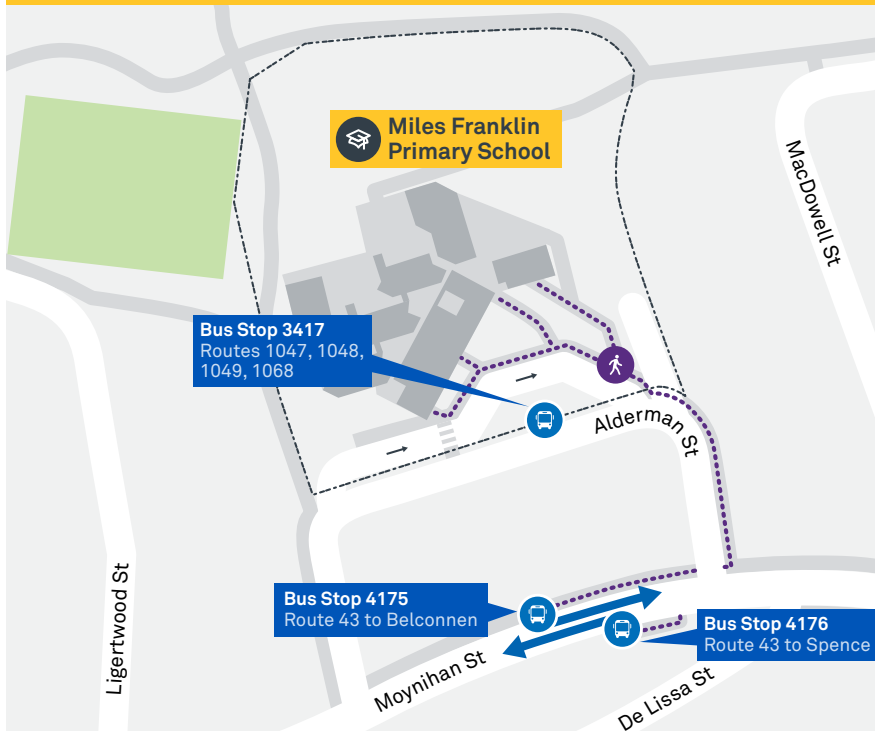 Miles Franklin
Primary School
MacDowell St
Bus Stop 3417
Routes 1047, 1048,
1049, 1068
Alderman St
Ligertwood St
Bus Stop 4175
Route 43 to Belconnen
Bus Stop 4176
Route 43 to Spence
Moynihan St
De Lissa St